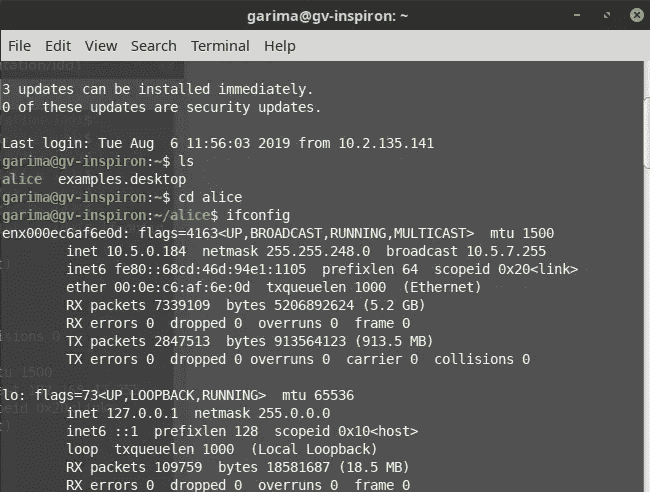 garima@gv-inspiron: ~
File Edit View Search Terminal Help
3 updates can be installed immediately.
0 of these updates are security updates.
Last login: Tue Aug  6 11:56:03 2019 from 10.2.135.141
garima@gv-inspiron:~$ ls
alice  examples.desktop
garima@gv-inspiron:~$ cd alice
garima@gv-inspiron:~/alice$ ifconfig
enx000ec6af6e0d: flags=4163<UP,BROADCAST,RUNNING,MULTICAST>  mtu 1500
        inet 10.5.0.184  netmask 255.255.248.0  broadcast 10.5.7.255
        inet6 fe80::68cd:46d:94e1:1105  prefixlen 64  scopeid 0x20<link>
        ether 00:0e:c6:af:6e:0d  txqueuelen 1000  (Ethernet)
        RX packets 7339109  bytes 5206892624 (5.2 GB)
        RX errors 0  dropped 0  overruns 0  frame 0
        TX packets 2847513  bytes 913564123 (913.5 MB)
        TX errors 0  dropped 0 overruns 0  carrier 0  collisions 0
lo: flags=73<UP,LOOPBACK,RUNNING>  mtu 65536
        inet 127.0.0.1  netmask 255.0.0.0
        inet6 ::1  prefixlen 128  scopeid 0x10<host>
        loop  txqueuelen 1000  (Local Loopback)
        RX packets 109759  bytes 18581687 (18.5 MB)
        RX errors 0  dropped 0  overruns 0  frame 0